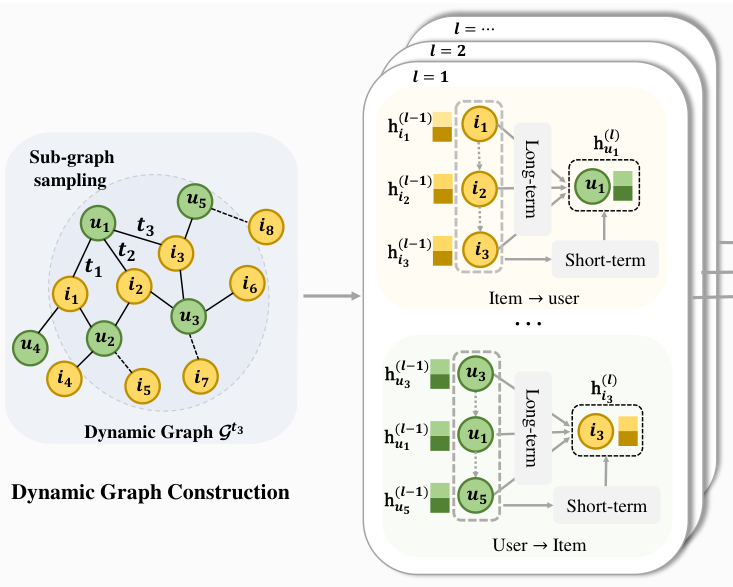 Sub-graph
sampling
u₁
t₃
u₅
i₈
t₁
t₂
i₃
i₁
i₂
i₆
u₃
u₄
u₂
i₄
i₅
i₇
Dynamic Graph 𝒢^{t₃}
Dynamic Graph Construction
l = ⋯
l = 2
l = 1
h_{i₁}^{(l−1)}
i₁
h_{i₂}^{(l−1)}
i₂
h_{i₃}^{(l−1)}
i₃
Long-term
h_{u₁}^{(l)}
u₁
Short-term
Item → user
⋯
h_{u₃}^{(l−1)}
u₃
h_{u₁}^{(l−1)}
u₁
h_{u₅}^{(l−1)}
u₅
Long-term
h_{i₃}^{(l)}
i₃
Short-term
User → Item